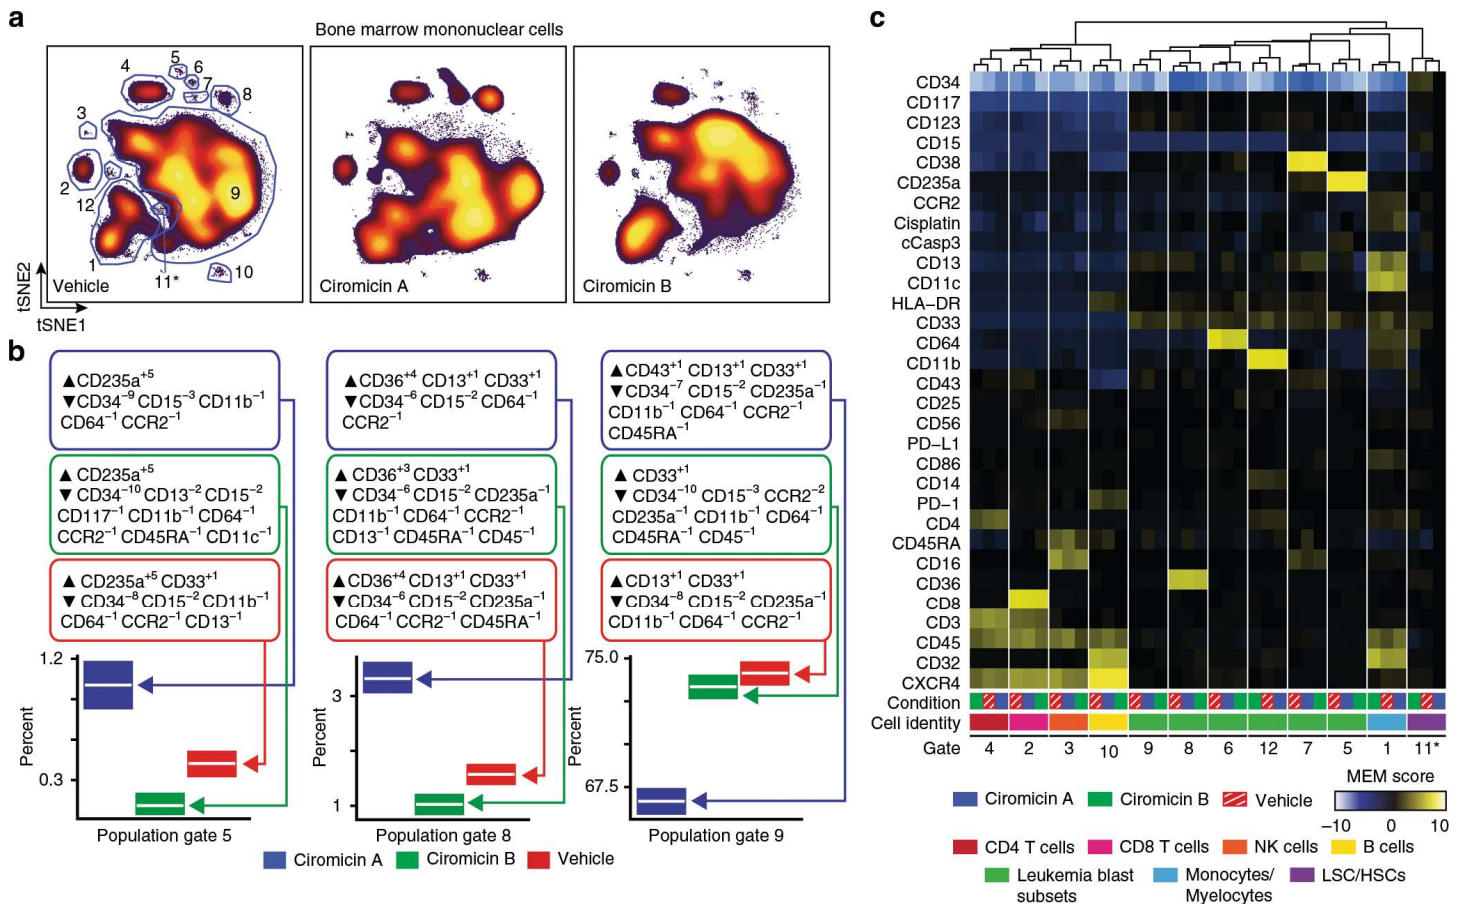 a
Bone marrow mononuclear cells
5
6
4
7
8
3
2
9
12
1
11*
10
Vehicle
Ciromicin A
Ciromicin B
tSNE2
tSNE1
b
▲CD235a+5
▼CD34−9 CD15−3 CD11b−1
CD64−1 CCR2−1
▲CD36+4 CD13+1 CD33+1
▼CD34−6 CD15−2 CD64−1
CCR2−1
▲CD43+1 CD13+1 CD33+1
▼CD34−7 CD15−2 CD235a−1
CD11b−1 CD64−1 CCR2−1
CD45RA−1
▲ CD235a+5
▼ CD34−10 CD13−2 CD15−2
CD117−1 CD11b−1 CD64−1
CCR2−1 CD45RA−1 CD11c−1
▲ CD36+3 CD33+1
▼ CD34−6 CD15−2 CD235a−1
CD11b−1 CD64−1 CCR2−1
CD13−1 CD45RA−1 CD45−1
▲ CD33+1
▼ CD34−10 CD15−3 CCR2−2
CD235a−1 CD11b−1 CD64−1
CD45RA−1 CD45−1
▲ CD235a+5 CD33+1
▼ CD34−8 CD15−2 CD11b−1
CD64−1 CCR2−1 CD13−1
▲CD36+4 CD13+1 CD33+1
▼CD34−6 CD15−2 CD235a−1
CD64−1 CCR2−1 CD45RA−1
▲ CD13+1 CD33+1
▼CD34−8 CD15−2 CD235a−1
CD11b−1 CD64−1 CCR2−1
1.2
0.3
Percent
Population gate 5
3
1
Percent
Population gate 8
75.0
67.5
Percent
Population gate 9
Ciromicin A
Ciromicin B
Vehicle
c
CD34
CD117
CD123
CD15
CD38
CD235a
CCR2
Cisplatin
cCasp3
CD13
CD11c
HLA−DR
CD33
CD64
CD11b
CD43
CD25
CD56
PD−L1
CD86
CD14
PD−1
CD4
CD45RA
CD16
CD36
CD8
CD3
CD45
CD32
CXCR4
Condition
Cell identity
Gate 4 2 3 10 9 8 6 12 7 5 1 11*
Ciromicin A
Ciromicin B
Vehicle
MEM score
−10 0 10
CD4 T cells
CD8 T cells
NK cells
B cells
Leukemia blast
subsets
Monocytes/
Myelocytes
LSC/HSCs